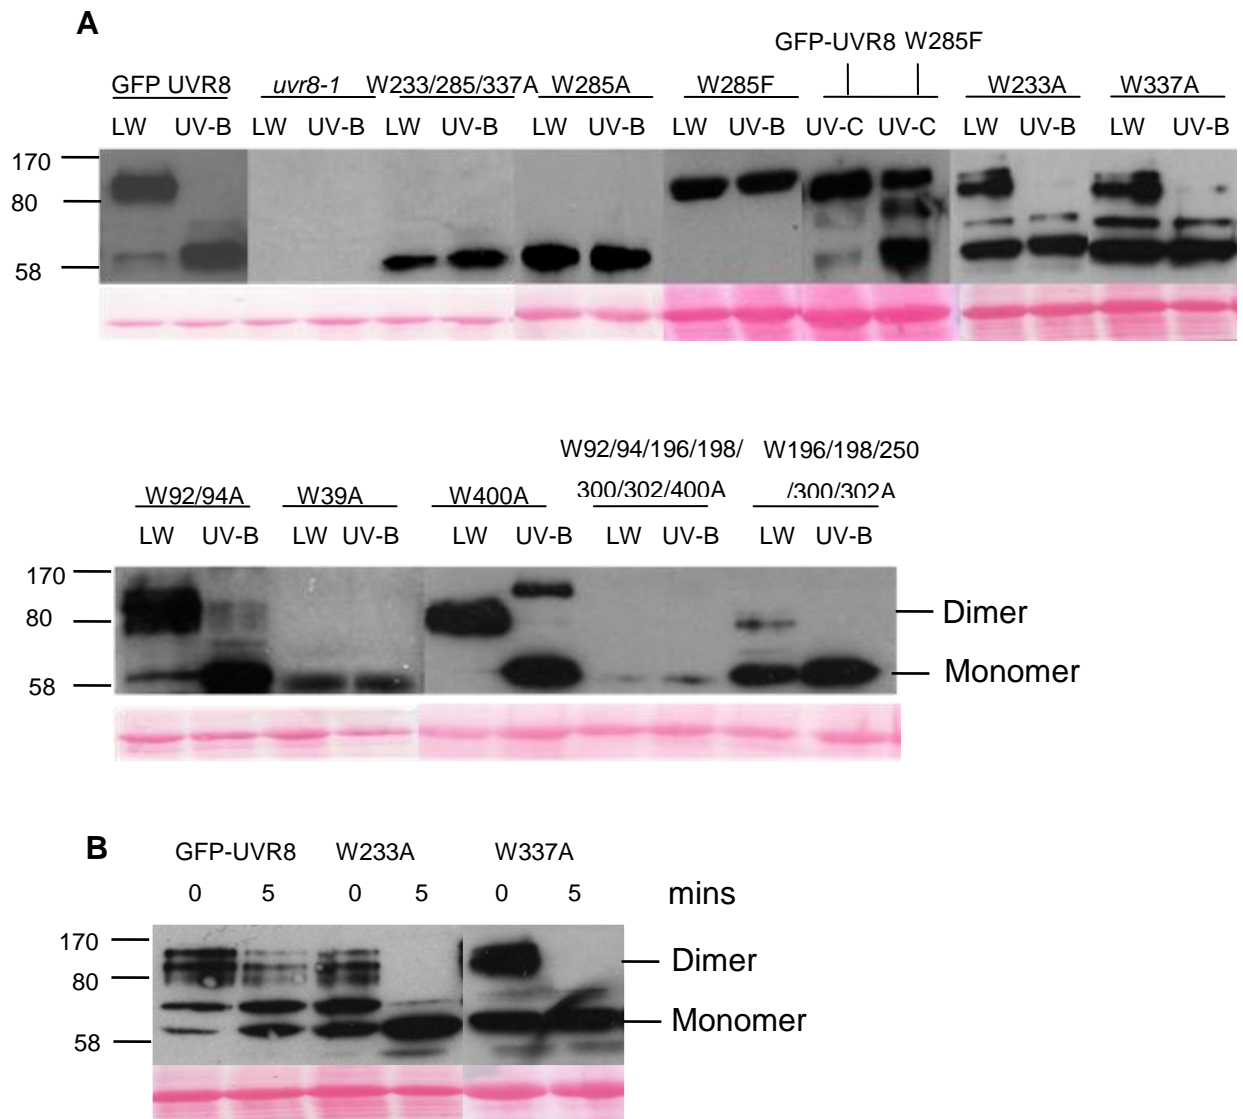 A
GFP-UVR8 W285F
GFP UVR8 uvr8-1 W233/285/337A W285A W285F W233A W337A
LW UV-B LW UV-B LW UV-B LW UV-B LW UV-B UV-C UV-C LW UV-B LW UV-B
170
80
58
W92/94/196/198/ W196/198/250
W92/94A W39A W400A 300/302/400A /300/302A
LW UV-B LW UV-B LW UV-B LW UV-B LW UV-B
170
80 Dimer
58 Monomer
B
GFP-UVR8 W233A W337A
0 5 0 5 0 5 mins
170 Dimer
80
58 Monomer